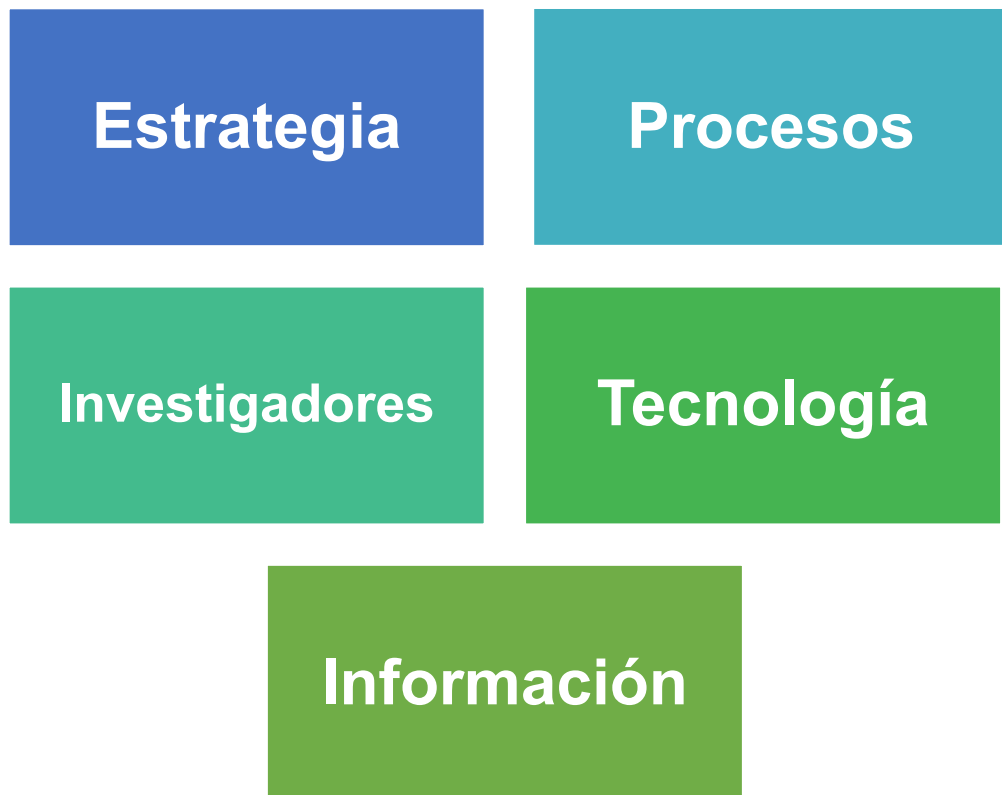 Estrategia
Procesos
Investigadores
Tecnología
Información